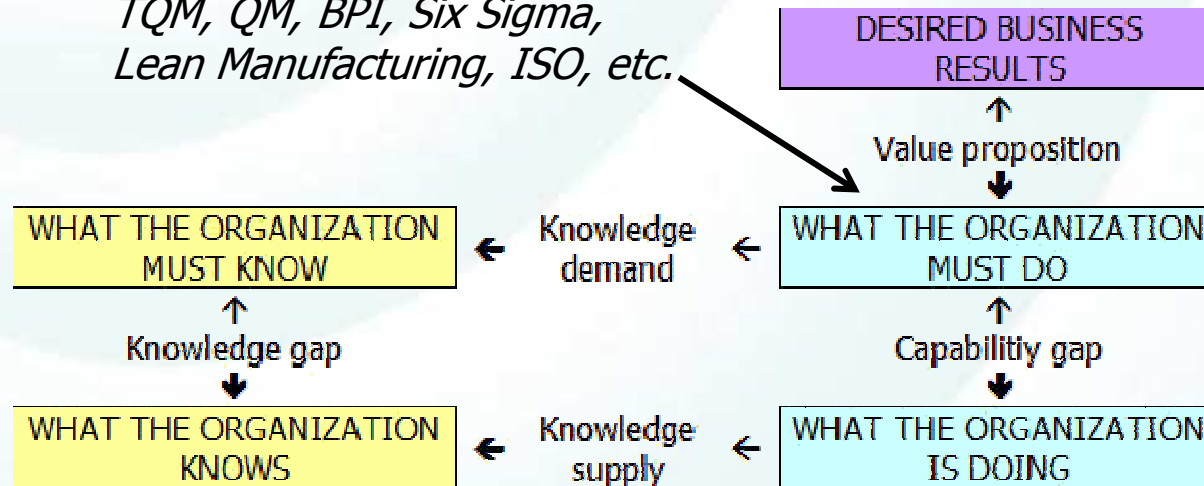 TQM, QM, BPI, Six Sigma,
Lean Manufacturing, ISO, etc.
DESIRED BUSINESS
RESULTS
Value proposition
WHAT THE ORGANIZATION
MUST KNOW
Knowledge
demand
WHAT THE ORGANIZATION
MUST DO
Knowledge gap
Capabilitiy gap
WHAT THE ORGANIZATION
KNOWS
Knowledge
supply
WHAT THE ORGANIZATION
IS DOING